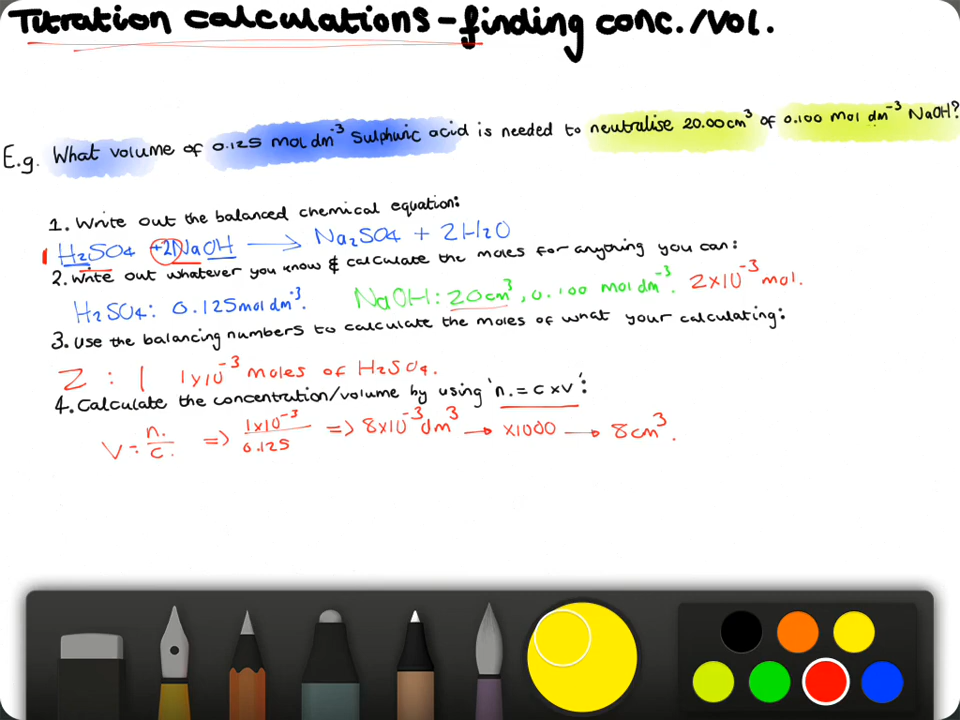 Titration calculations - finding conc./vol.
E.g. What volume of 0.125 mol dm⁻³ Sulphuric acid is needed to neutralise 20.00cm³ of 0.100 mol dm⁻³ NaOH?
1. Write out the balanced chemical equation:
1 H₂SO₄ + 2NaOH → Na₂SO₄ + 2H₂O
2. Write out whatever you know & calculate the moles for anything you can:
H₂SO₄: 0.125 mol dm⁻³. NaOH: 20cm³, 0.100 mol dm⁻³. 2x10⁻³ mol.
3. Use the balancing numbers to calculate the moles of what your calculating:
2 : 1 1x10⁻³ moles of H₂SO₄.
4. Calculate the concentration/volume by using 'n. = c x v':
V = n./c. => 1x10⁻³/0.125 => 8x10⁻³ dm³ → x1000 → 8cm³.